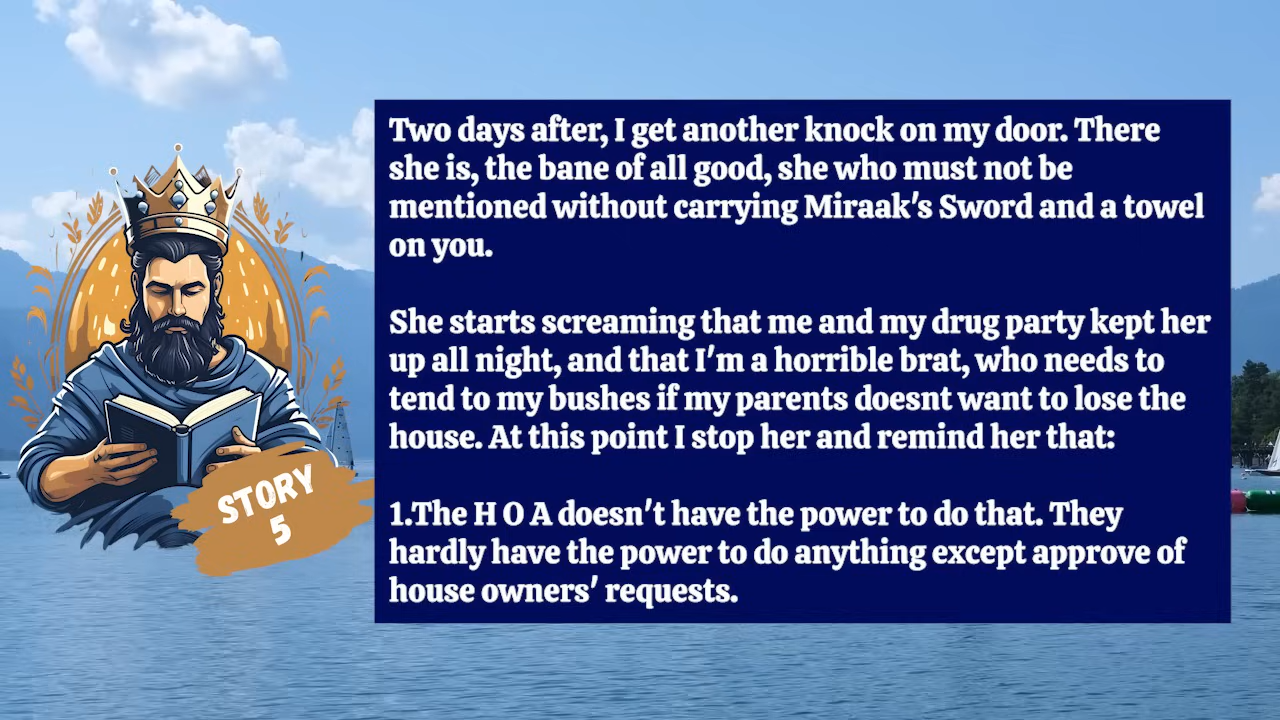 Two days after, I get another knock on my door. There
she is, the bane of all good, she who must not be
mentioned without carrying Miraak's Sword and a towel
on you.
She starts screaming that me and my drug party kept her
up all night, and that I'm a horrible brat, who needs to
tend to my bushes if my parents doesnt want to lose the
house. At this point I stop her and remind her that:
1.The H O A doesn't have the power to do that. They
hardly have the power to do anything except approve of
house owners' requests.
STORY
5